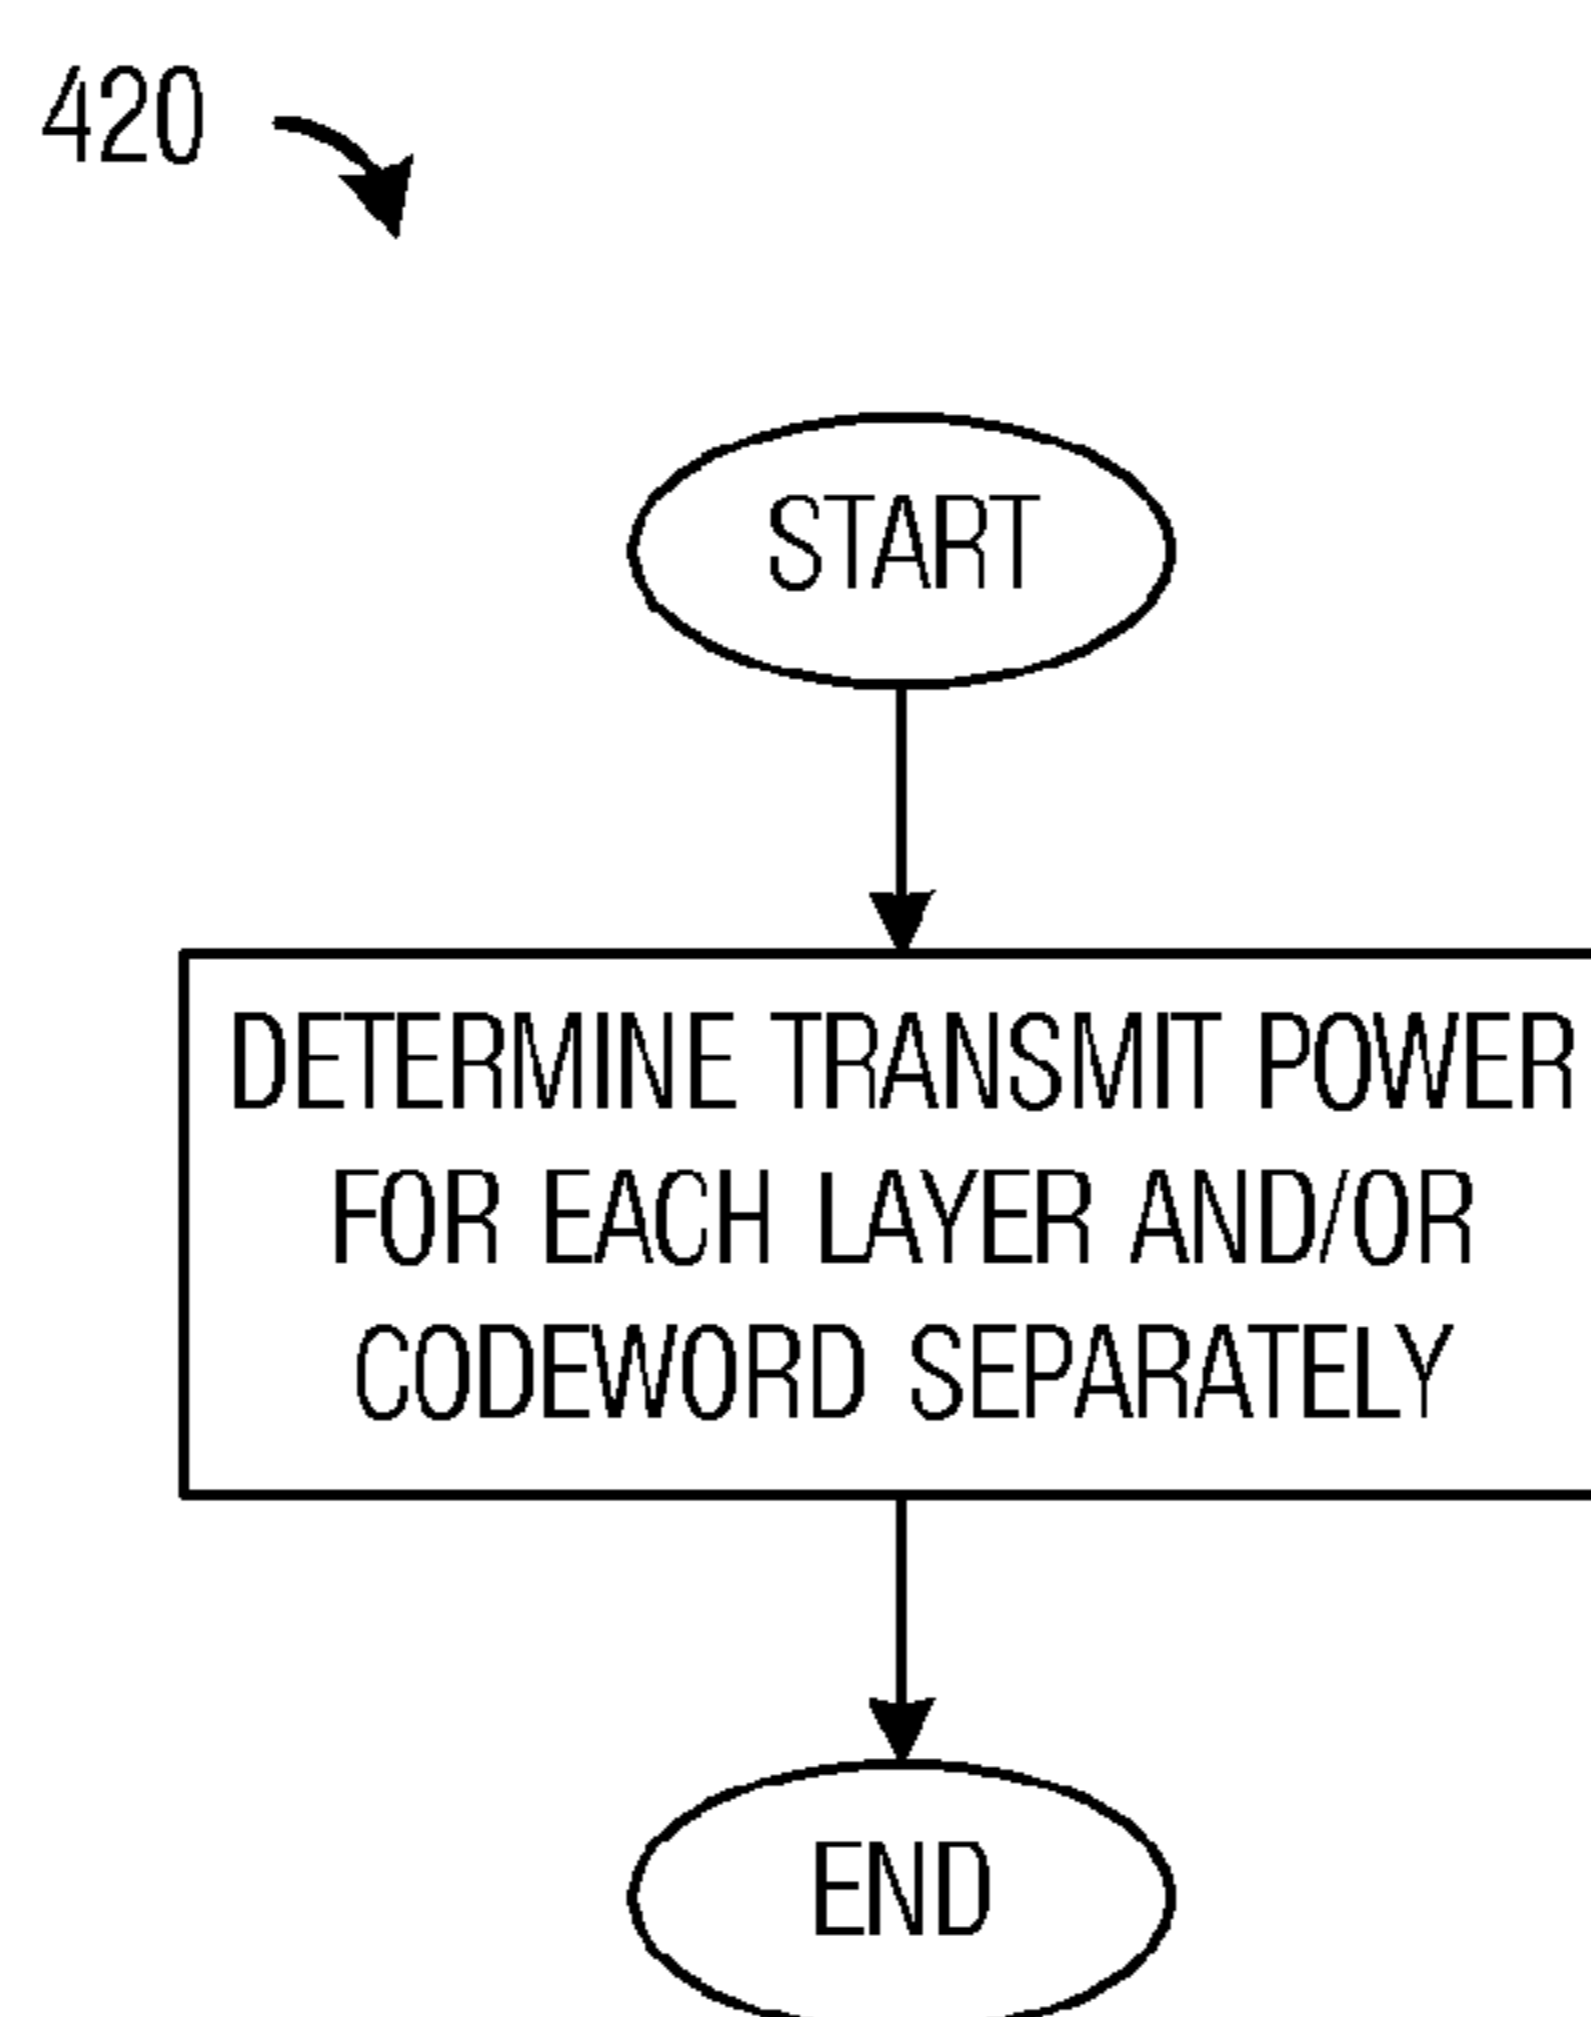 420
START
DETERMINE TRANSMIT POWER
FOR EACH LAYER AND/OR
CODEWORD SEPARATELY
END